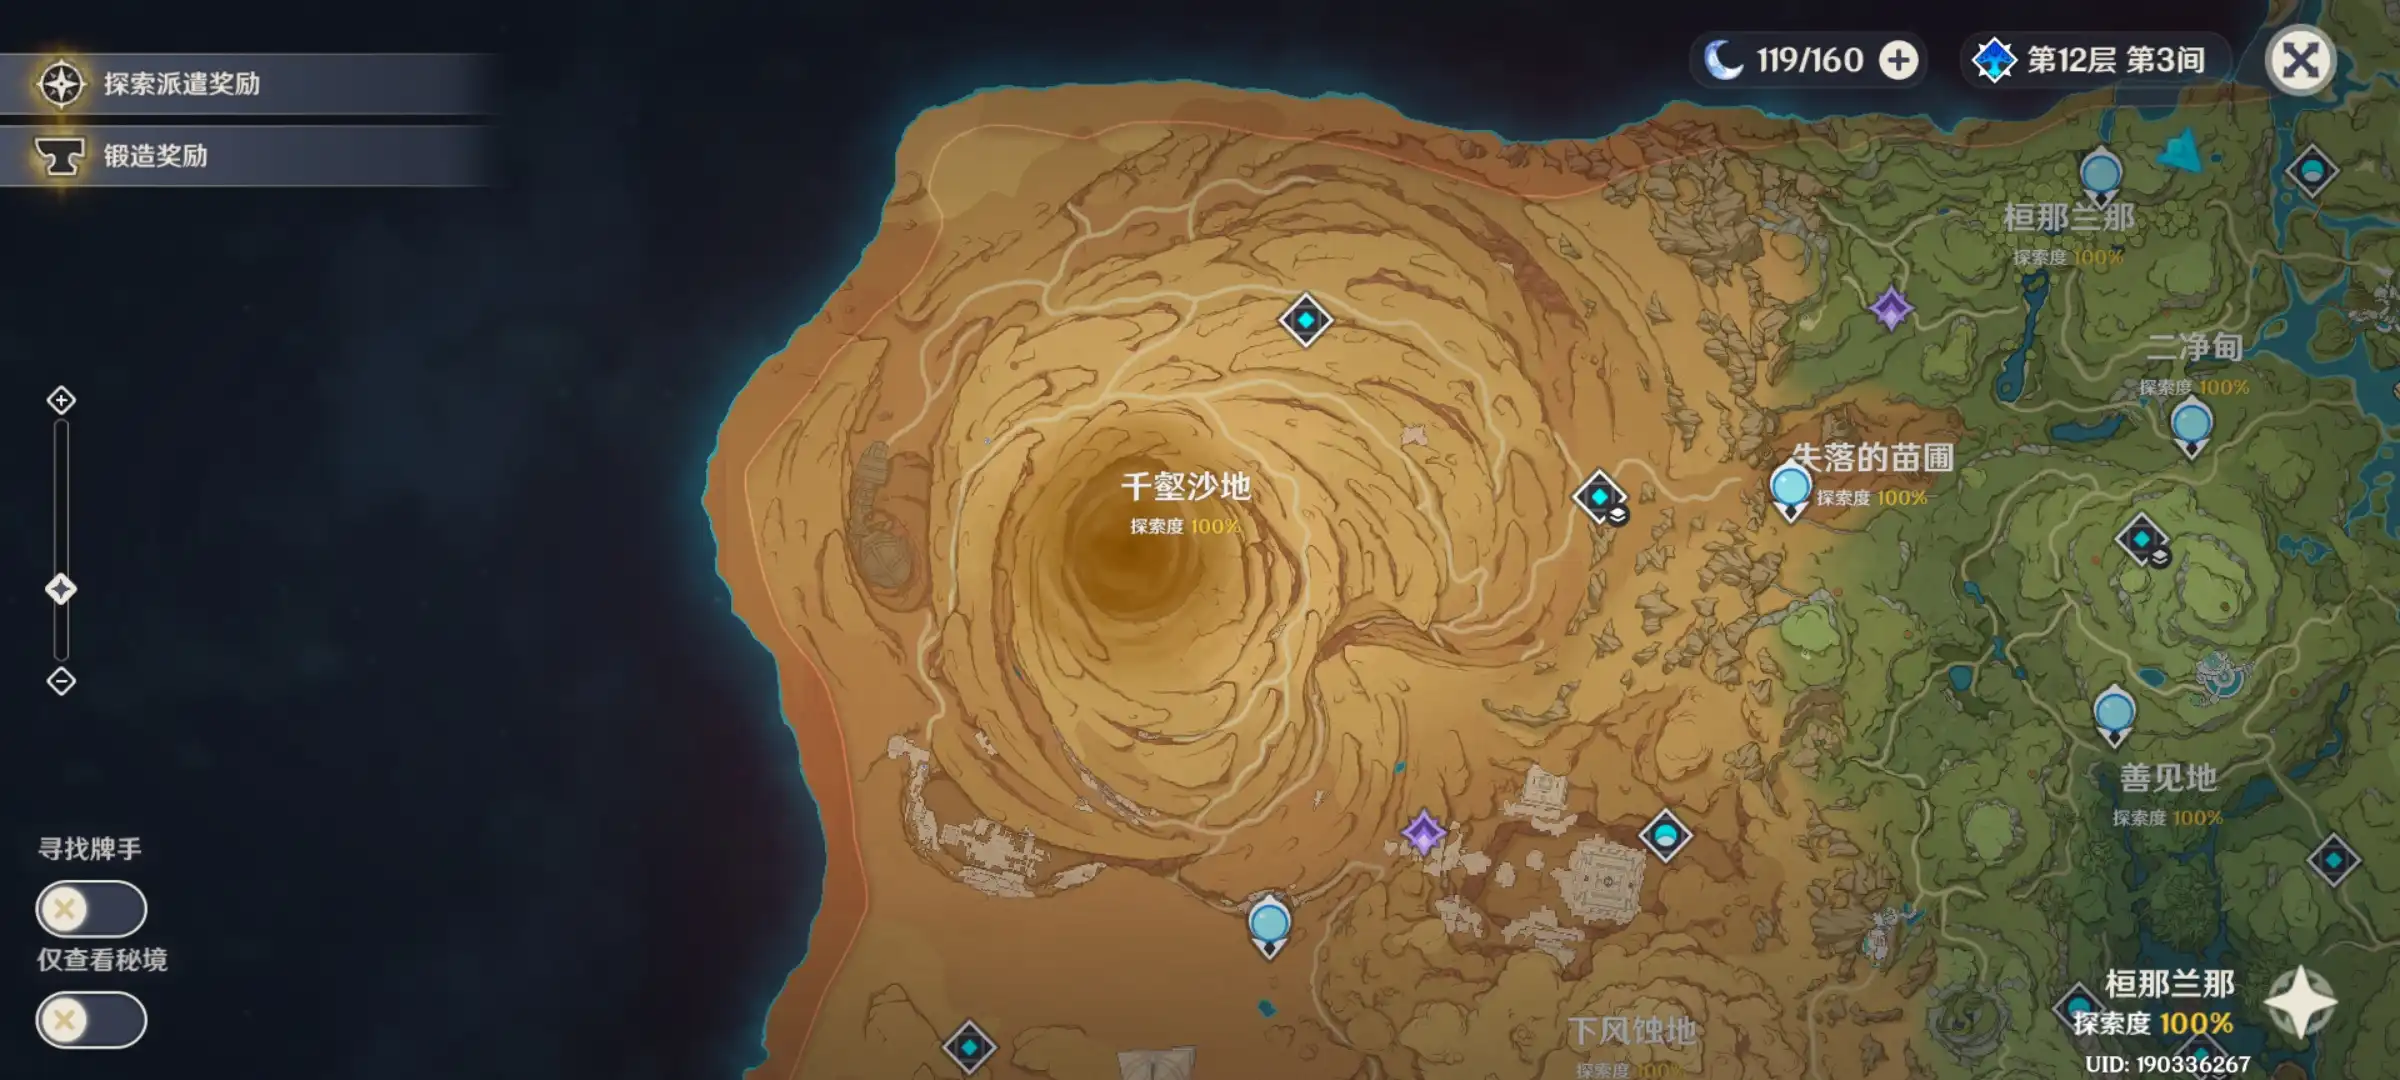 探索派遣奖励
锻造奖励
119/160
第12层 第3间
桓那兰那
探索度 100%
二净甸
探索度 100%
失落的苗圃
探索度 100%
千壑沙地
探索度 100%
善见地
探索度 100%
寻找牌手
仅查看秘境
下风蚀地
探索度 100%
桓那兰那
探索度 100%
UID: 190336267